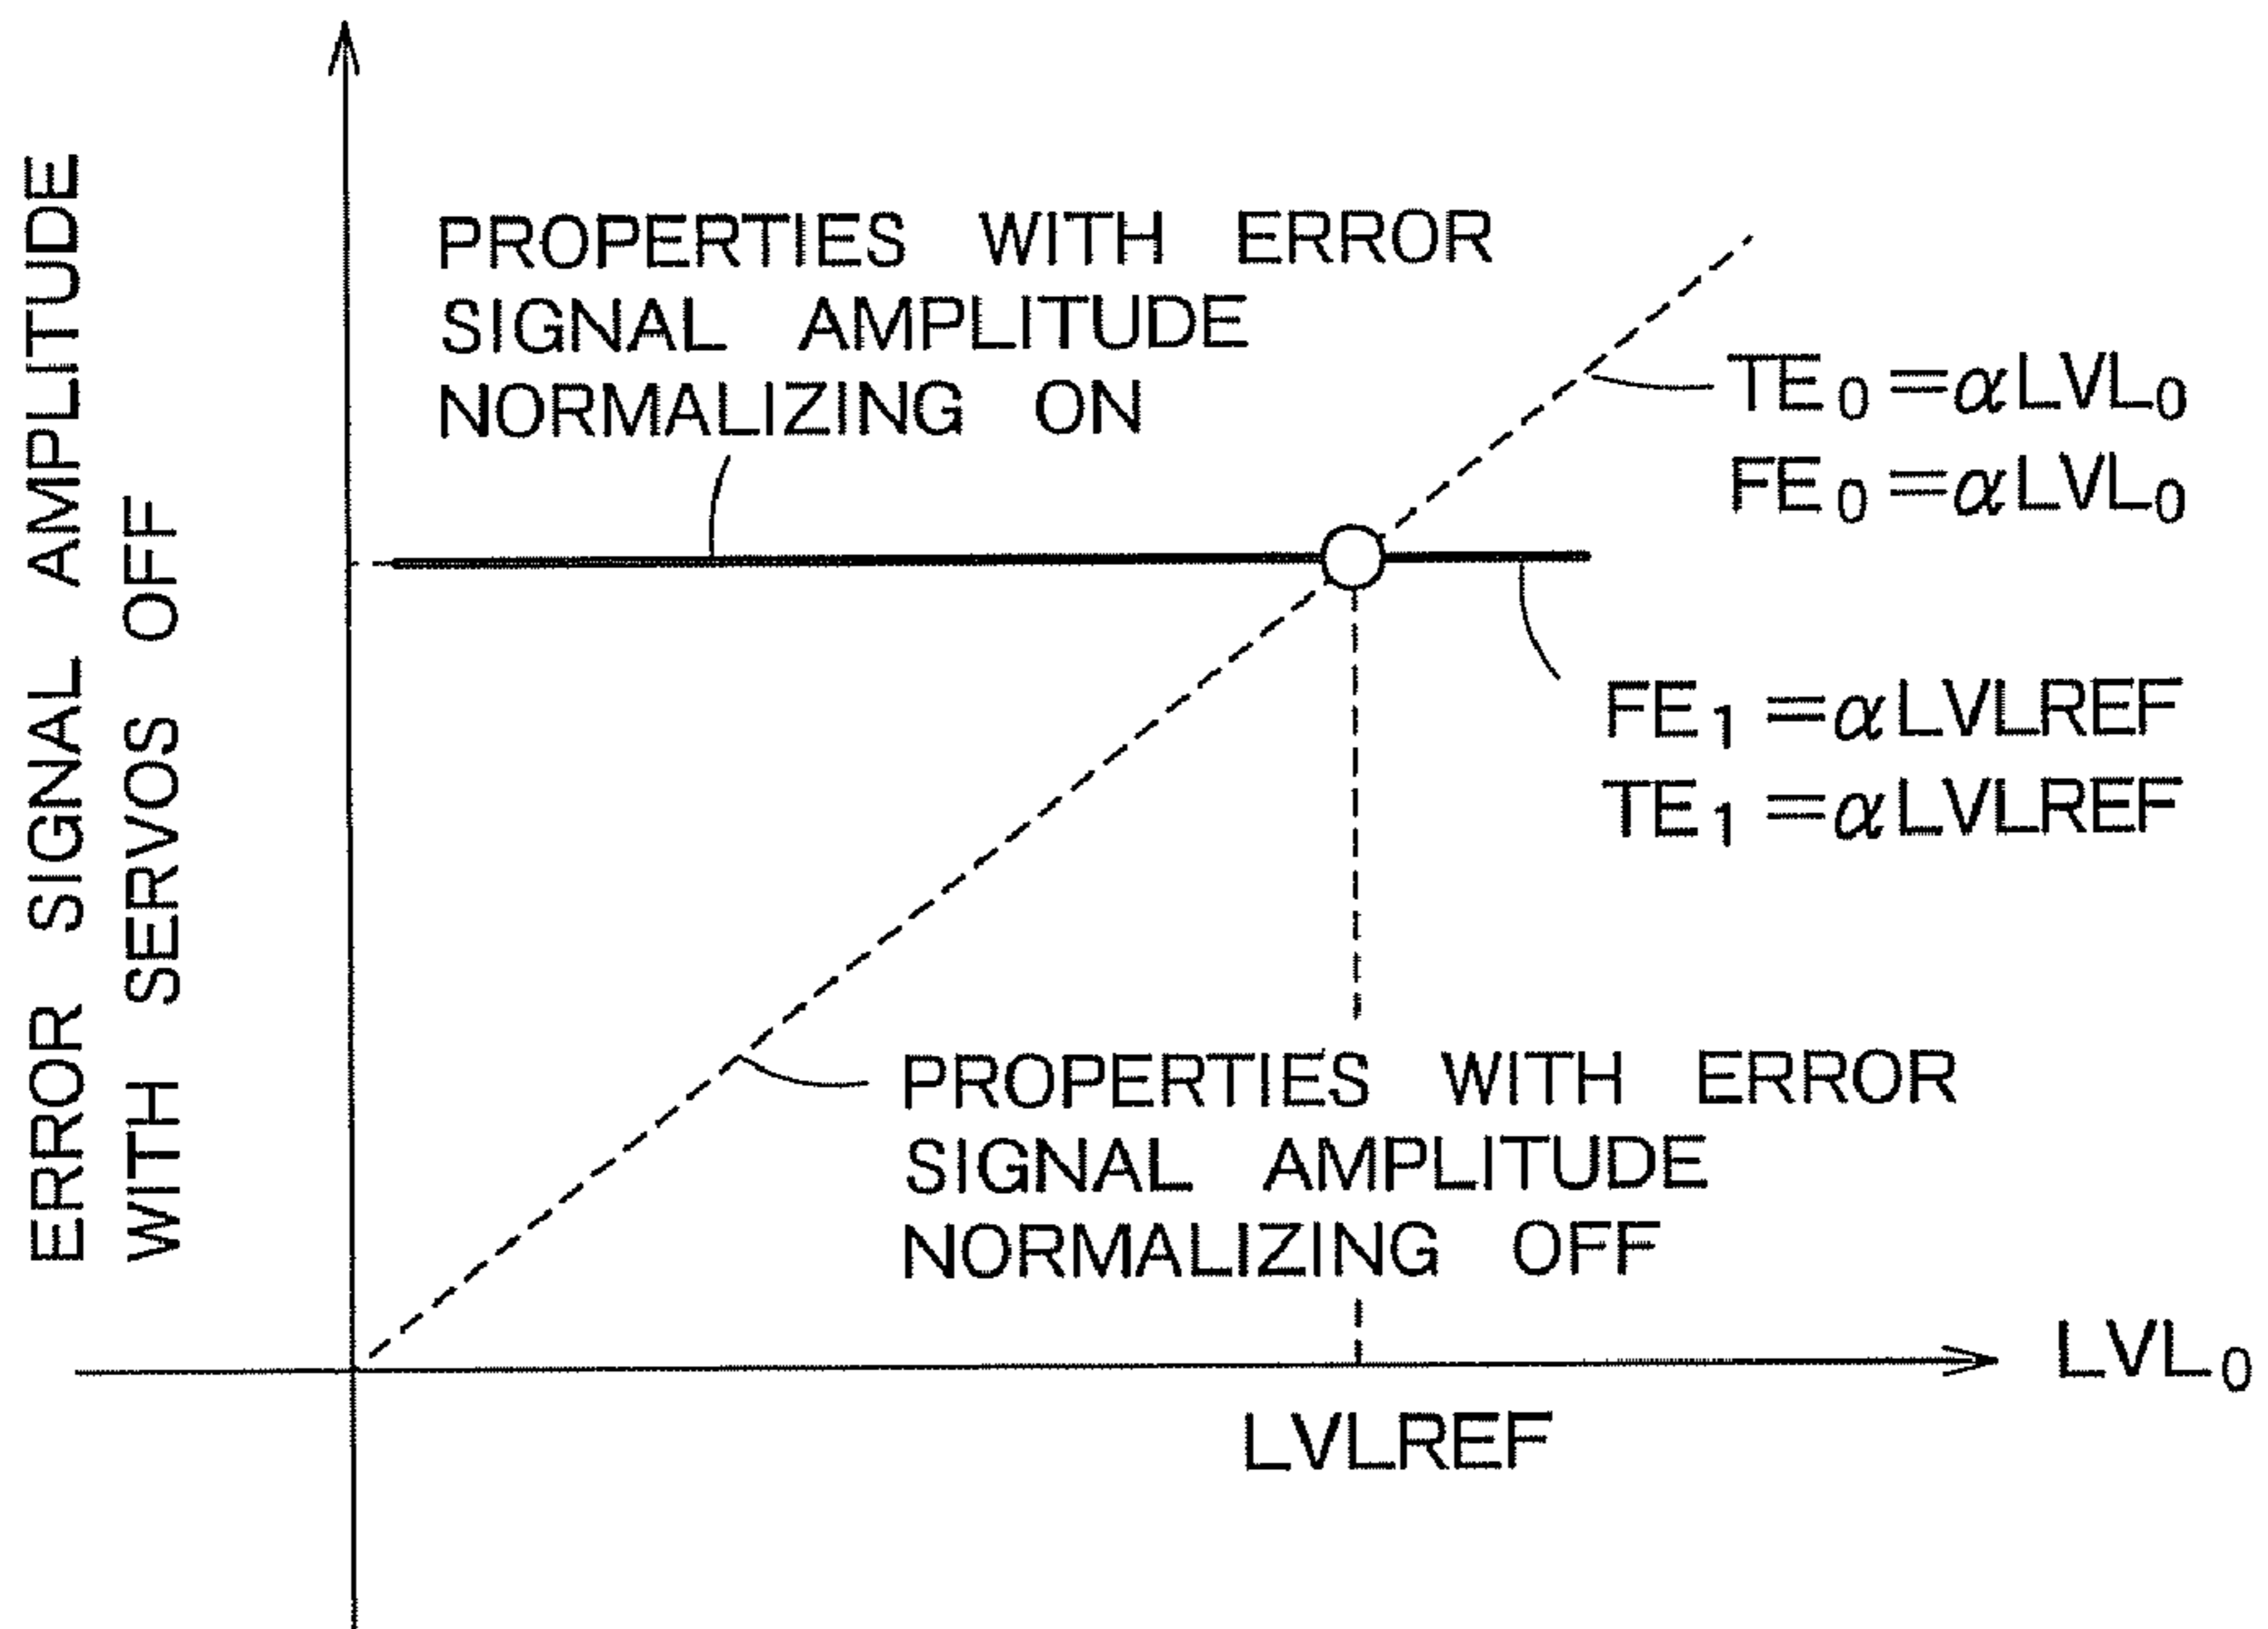 ERROR SIGNAL AMPLITUDE
WITH SERVOS OFF
PROPERTIES WITH ERROR
SIGNAL AMPLITUDE
NORMALIZING ON
TE₀=αLVL₀
FE₀=αLVL₀
FE₁=αLVLREF
TE₁=αLVLREF
PROPERTIES WITH ERROR
SIGNAL AMPLITUDE
NORMALIZING OFF
LVL₀
LVLREF